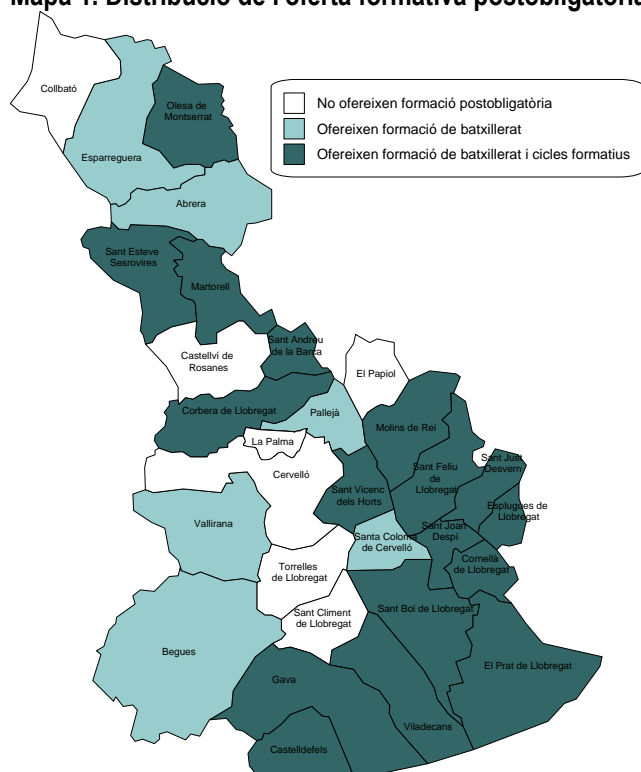 Mapa 1. Distribució de l'oferta formativa postobligatòria
Collbató
Olesa de
Montserrat
No ofereixen formació postobligatòria
Ofereixen formació de batxillerat
Ofereixen formació de batxillerat i cicles formatius
Esparreguera
Abrera
Sant Esteve
Sesrovires
Martorell
Sant Andreu
de la Barca
Castellví de
Rosanes
El Papiol
Corbera de Llobregat
Pallejà
Molins de Rei
La Palma
Cervelló
Sant Feliu
de
Llobregat
Sant Just
Desvern
Sant Vicenc
dels Horts
Esplugues de
Llobregat
Vallirana
Santa Coloma
de Cervelló
Sant Joan
Despí
Cornellà
de Llobregat
Torrelles
de Llobregat
Sant Climent
de Llobregat
Sant Boi de Llobregat
Begues
El Prat de Llobregat
Gava
Viladecans
Castelldefels